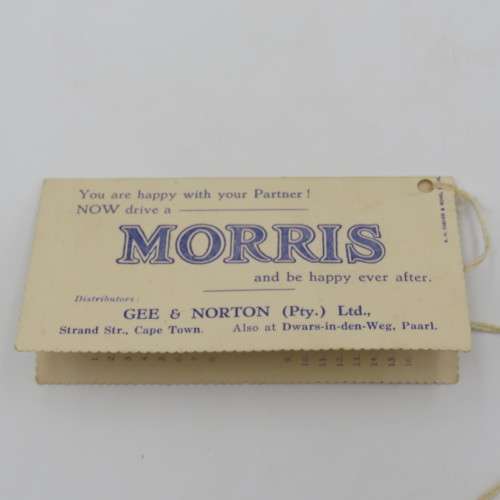 You are happy with your Partner!
NOW drive a
MORRIS
and be happy ever after.
Distributors:
GEE & NORTON (Pty.) Ltd.,
Strand Str., Cape Town. Also at Dwars-in-den-Weg, Paarl.